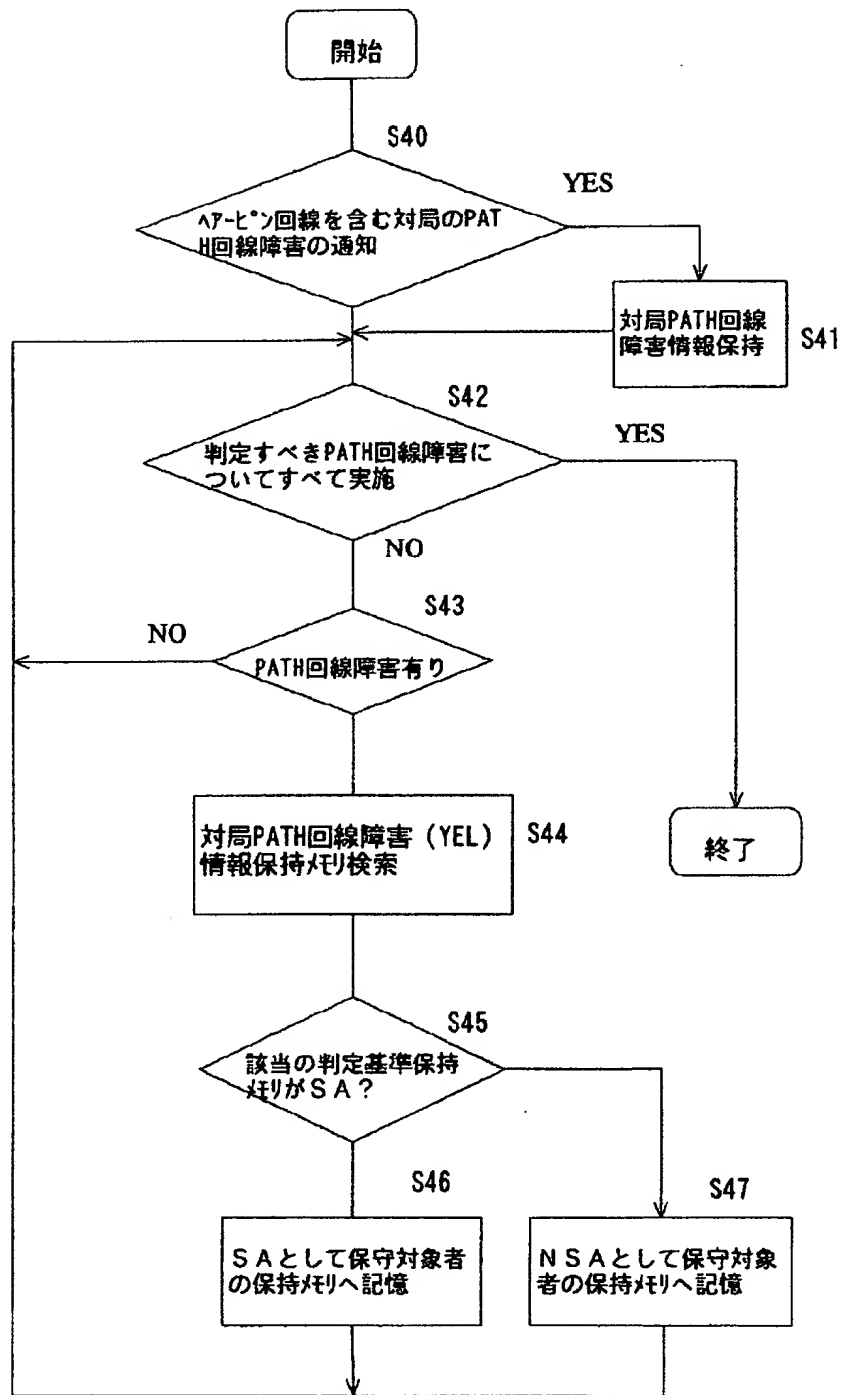 開始
S40
YES
ヘアーピン回線を含む対局のPAT
H回線障害の通知
対局PATH回線
障害情報保持
S41
S42
YES
判定すべきPATH回線障害に
ついてすべて実施
NO
S43
NO
PATH回線障害有り
対局PATH回線障害(YEL)
情報保持メモリ検索
S44
終了
S45
該当の判定基準保持
メモリがSA?
S46
S47
SAとして保守対象者
の保持メモリへ記憶
NSAとして保守対象
者の保持メモリへ記憶